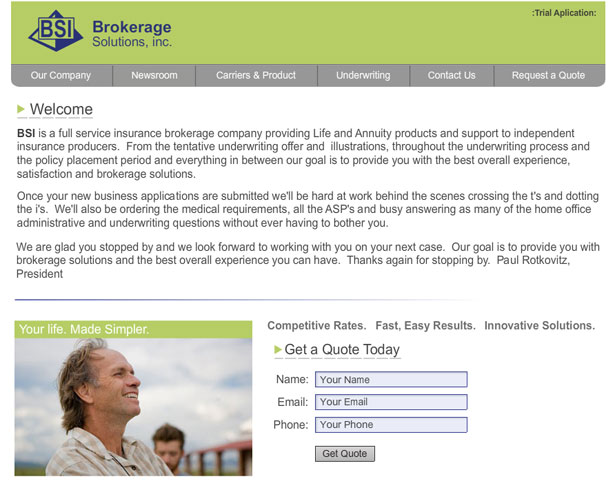 :Trial Aplication:
BSI
Brokerage
Solutions, inc.
Our Company Newsroom Carriers & Product Underwriting Contact Us Request a Quote
Welcome
BSI is a full service insurance brokerage company providing Life and Annuity products and support to independent
insurance producers. From the tentative underwriting offer and illustrations, throughout the underwriting process and
the policy placement period and everything in between our goal is to provide you with the best overall experience,
satisfaction and brokerage solutions.
Once your new business applications are submitted we'll be hard at work behind the scenes crossing the t's and dotting
the i's. We'll also be ordering the medical requirements, all the ASP's and busy answering as many of the home office
administrative and underwriting questions without ever having to bother you.
We are glad you stopped by and we look forward to working with you on your next case. Our goal is to provide you with
brokerage solutions and the best overall experience you can have. Thanks again for stopping by. Paul Rotkovitz,
President
Your life. Made Simpler.
Competitive Rates. Fast, Easy Results. Innovative Solutions.
Get a Quote Today
Name: Your Name
Email: Your Email
Phone: Your Phone
Get Quote